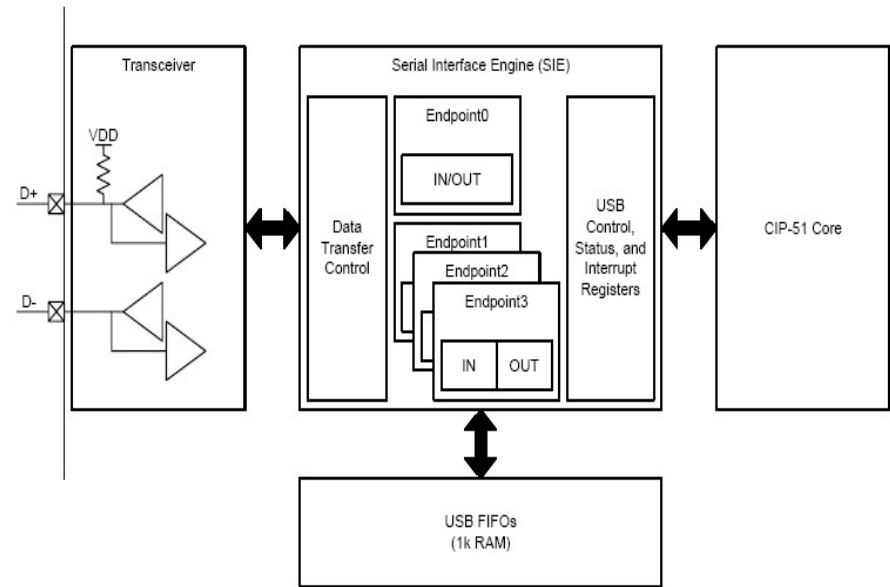 Transceiver
VDD
D+
D-
Serial Interface Engine (SIE)
Data
Transfer
Control
Endpoint0
IN/OUT
Endpoint1
Endpoint2
Endpoint3
IN
OUT
USB
Control,
Status, and
Interrupt
Registers
CIP-51 Core
USB FIFOs
(1k RAM)